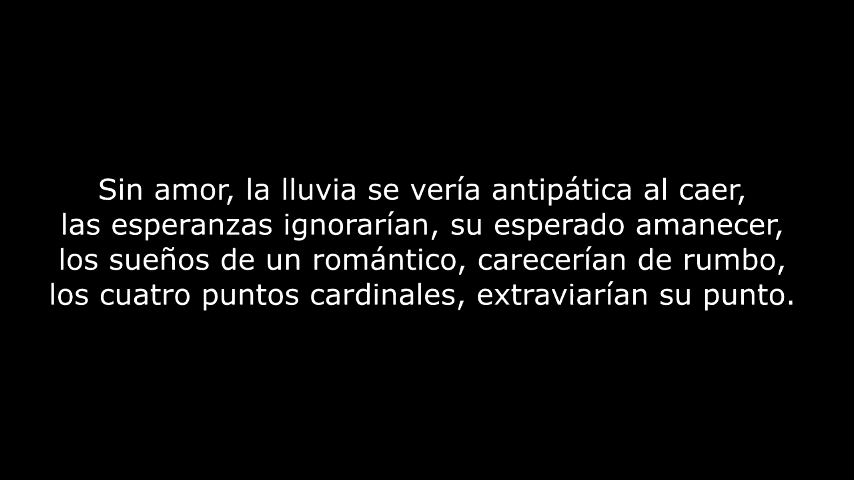 Sin amor, la lluvia se vería antipática al caer,
las esperanzas ignorarían, su esperado amanecer,
los sueños de un romántico, carecerían de rumbo,
los cuatro puntos cardinales, extraviarían su punto.